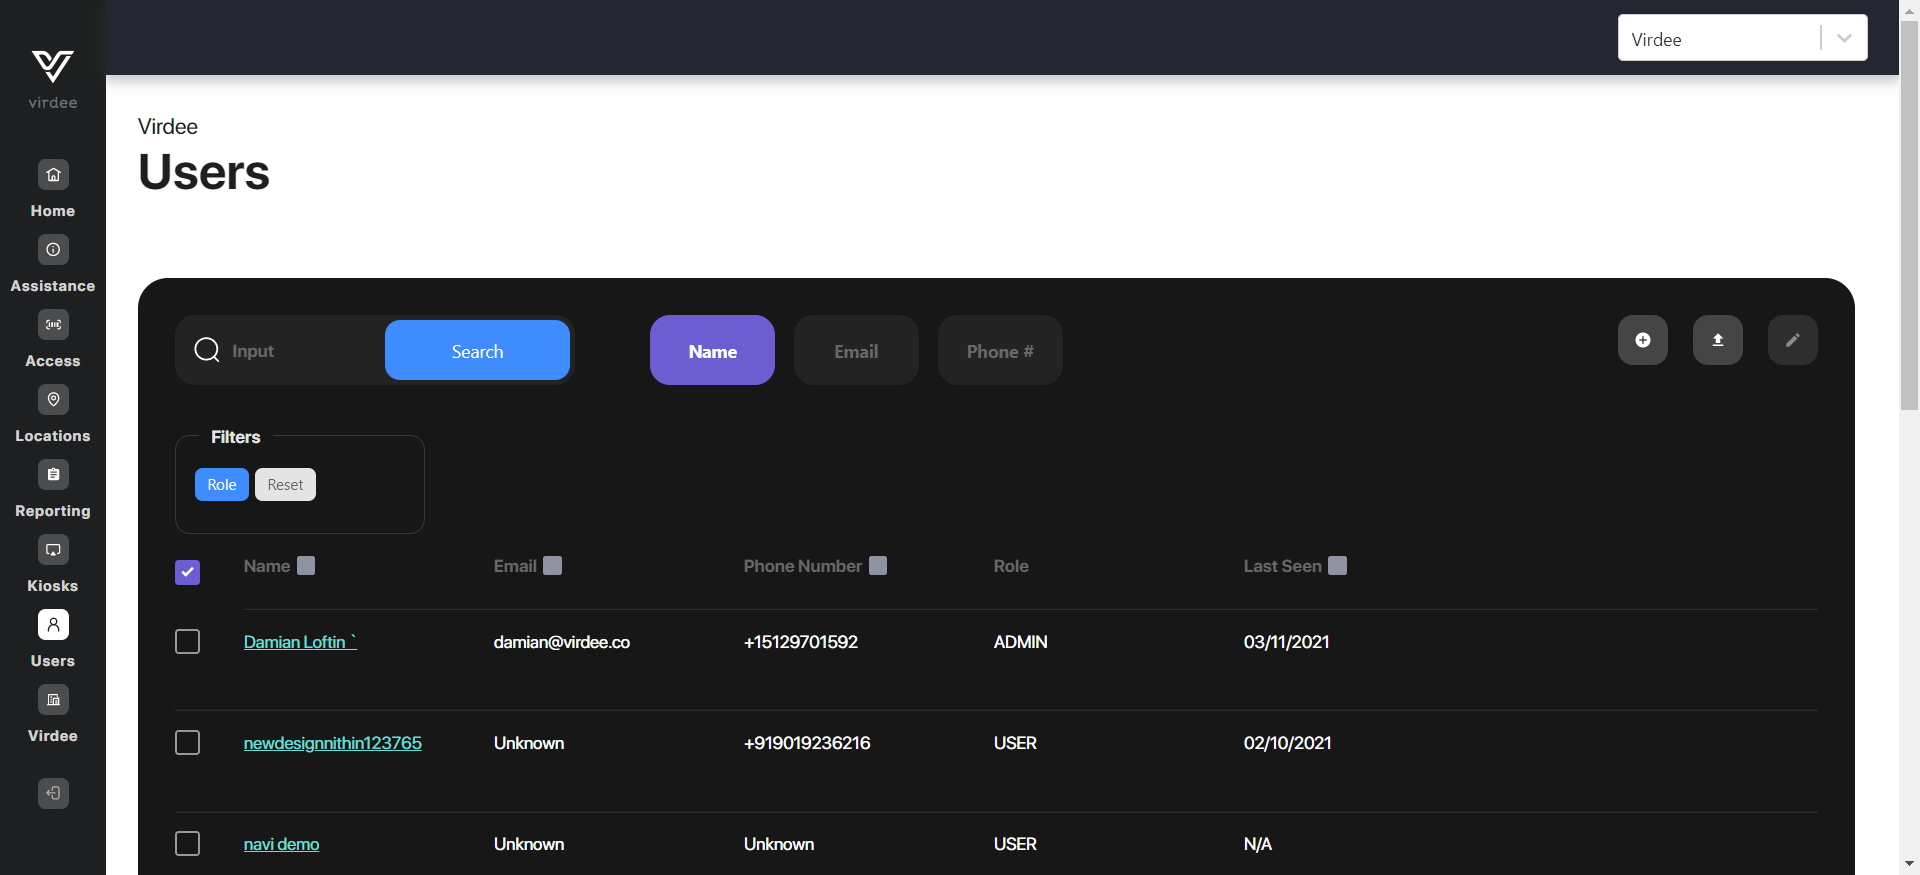 Virdee
virdee
Home
Assistance
Access
Locations
Reporting
Kiosks
Users
Virdee
Virdee
Users
Input Search Name Email Phone #
Filters
Role Reset
Name Email Phone Number Role Last Seen
Damian Loftin ` damian@virdee.co +15129701592 ADMIN 03/11/2021
newdesignnithin123765 Unknown +919019236216 USER 02/10/2021
navi demo Unknown Unknown USER N/A